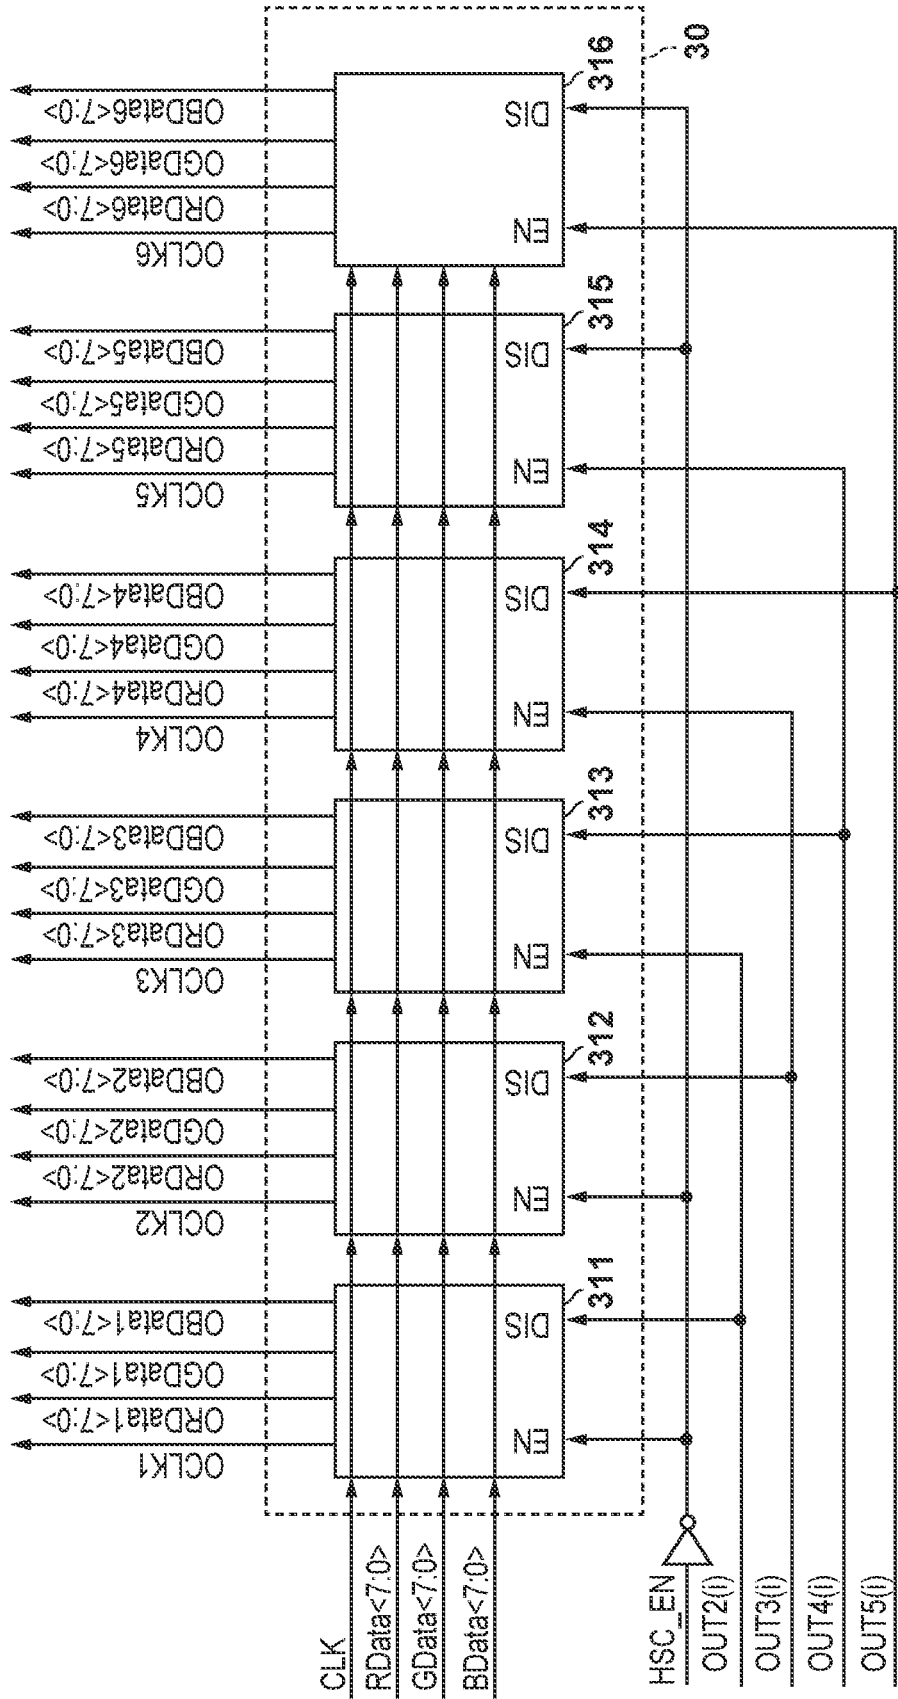 OCLK1
ORData1<7:0>
OGData1<7:0>
OBData1<7:0>
OCLK2
ORData2<7:0>
OGData2<7:0>
OBData2<7:0>
OCLK3
ORData3<7:0>
OGData3<7:0>
OBData3<7:0>
OCLK4
ORData4<7:0>
OGData4<7:0>
OBData4<7:0>
OCLK5
ORData5<7:0>
OGData5<7:0>
OBData5<7:0>
OCLK6
ORData6<7:0>
OGData6<7:0>
OBData6<7:0>
CLK
RData<7:0>
GData<7:0>
BData<7:0>
EN
DIS
311
EN
DIS
312
EN
DIS
313
EN
DIS
314
EN
DIS
315
EN
DIS
316
30
HSC_EN
OUT2(i)
OUT3(i)
OUT4(i)
OUT5(i)